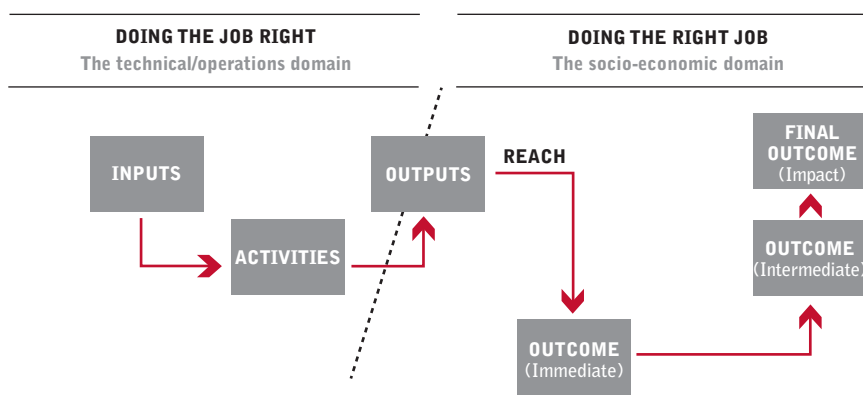 DOING THE JOB RIGHT
The technical/operations domain
DOING THE RIGHT JOB
The socio-economic domain
INPUTS
ACTIVITIES
OUTPUTS
REACH
OUTCOME
(Immediate)
OUTCOME
(Intermediate)
FINAL
OUTCOME
(Impact)